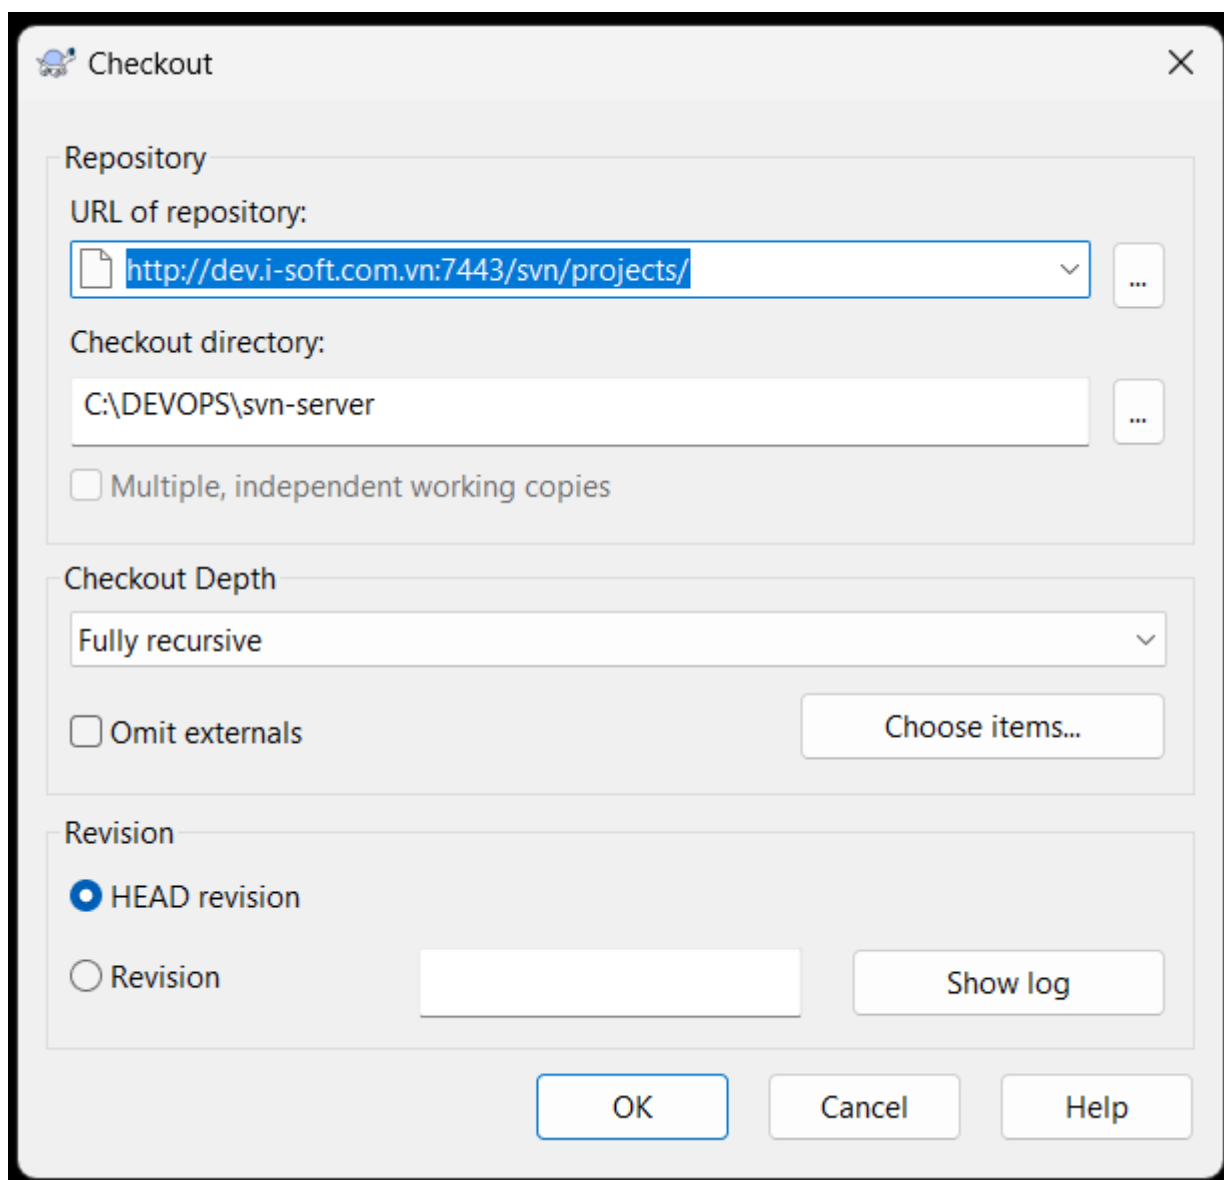 Checkout
Repository
URL of repository:
http://dev.i-soft.com.vn:7443/svn/projects/
...
Checkout directory:
C:\DEVOPS\svn-server
...
Multiple, independent working copies
Checkout Depth
Fully recursive
Omit externals
Choose items...
Revision
HEAD revision
Revision
Show log
OK
Cancel
Help